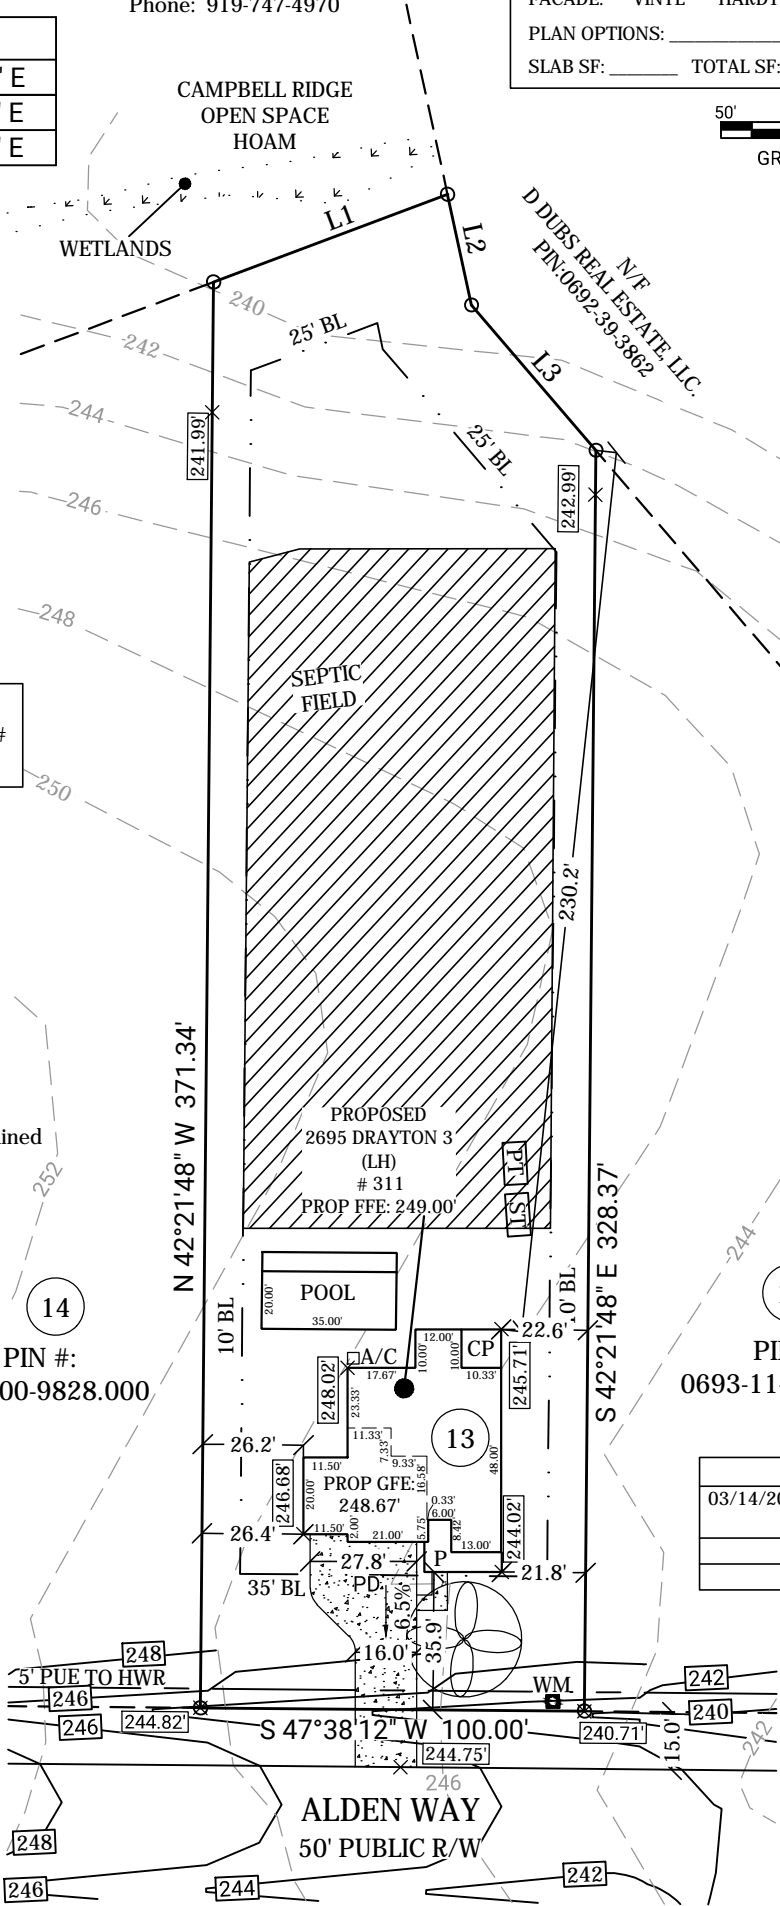 Phone: 919-747-4970
PLAN OPTIONS:
SLAB SF: ________ TOTAL SF:
' E
' E
' E
50'
GR
CAMPBELL RIDGE
OPEN SPACE
HOAM
WETLANDS
L1
L2
L3
N/F
D DUBS REAL ESTATE, LLC.
PIN:0692-39-3862
240
242
244
246
248
250
252
244
25' BL
25' BL
241.99'
242.99'
SEPTIC
FIELD
#
230.2'
N 42°21'48" W 371.34'
S 42°21'48" E 328.37'
ined
PROPOSED
2695 DRAYTON 3
(LH)
# 311
PROP FFE: 249.00'
PT
ST
POOL
20.00'
35.00'
10' BL
10' BL
14
PIN #:
00-9828.000
PI
0693-11-
03/14/20
A/C
CP
12.00'
10.00'
10.00'
10.33'
17.67'
22.6'
248.02'
245.71'
23.33'
11.33'
7.33'
9.33'
16.58'
13
48.00'
26.2'
11.50'
20.00'
246.68'
PROP GFE:
248.67'
0.33'
6.00'
8.42'
5.75'
13.00'
244.02'
26.4'
11.50'
2.00'
21.00'
27.8'
P
21.8'
PD
35' BL
6.5%
35.9'
16.0'
248
5' PUE TO HWR
246
246
WM
242
240
244.82'
S 47°38'12" W 100.00'
240.71'
15.0'
242
244.75'
246
ALDEN WAY
50' PUBLIC R/W
248
246
244
242